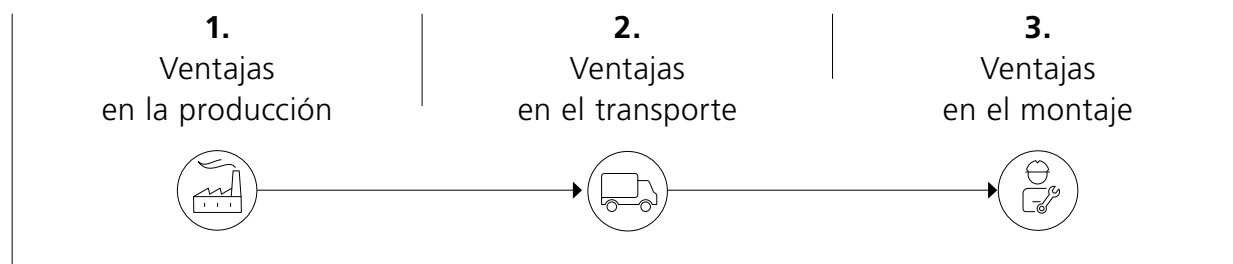 1.
Ventajas
en la producción
2.
Ventajas
en el transporte
3.
Ventajas
en el montaje